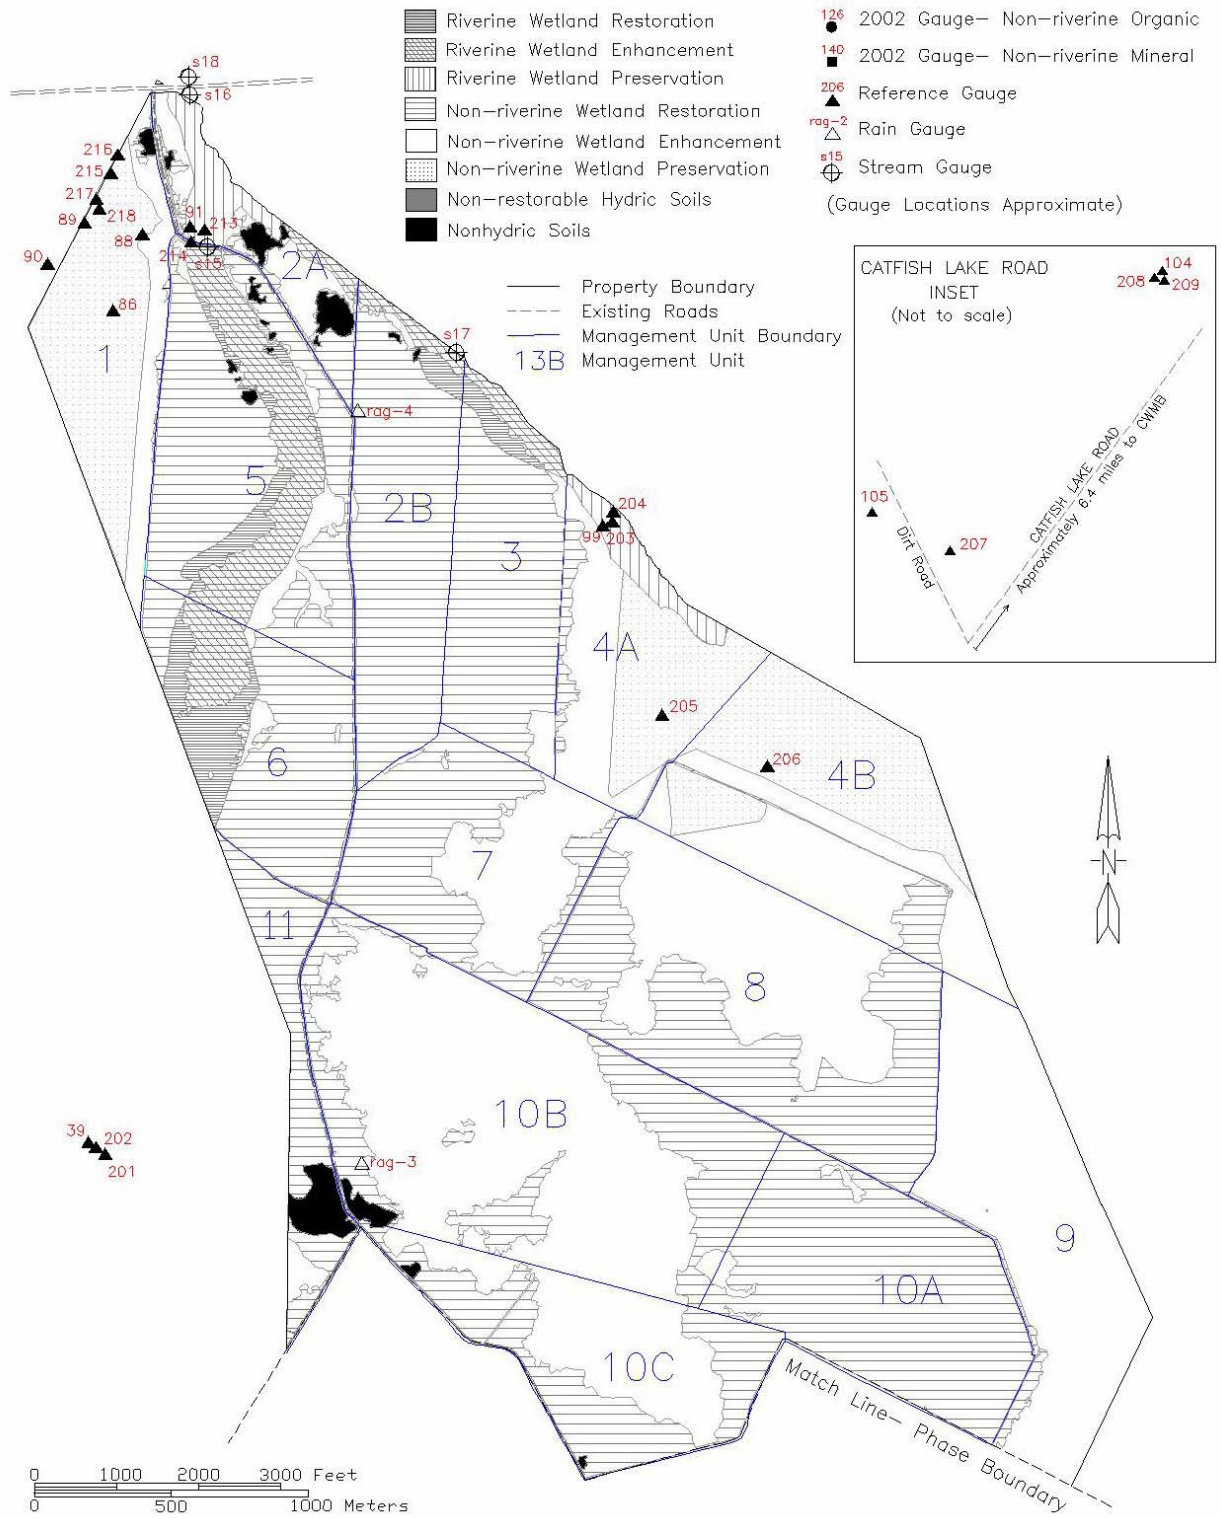 Riverine Wetland Restoration
Riverine Wetland Enhancement
Riverine Wetland Preservation
Non-riverine Wetland Restoration
Non-riverine Wetland Enhancement
Non-riverine Wetland Preservation
Non-restorable Hydric Soils
Nonhydric Soils
126 2002 Gauge- Non-riverine Organic
140 2002 Gauge- Non-riverine Mineral
206 Reference Gauge
rag-2 Rain Gauge
s15 Stream Gauge
(Gauge Locations Approximate)
Property Boundary
Existing Roads
Management Unit Boundary
13B Management Unit
CATFISH LAKE ROAD
INSET
(Not to scale)
104
208
209
105
207
Dirt Road
CATFISH LAKE ROAD
Approximately 6.4 miles to CWMB
s18
s16
216
215
217
218
89
88
90
86
91
213
214
s15
2A
1
s17
rag-4
5
2B
3
204
99
203
4A
205
206
4B
6
7
N
11
8
10B
39
202
201
rag-3
9
10A
10C
Match Line- Phase Boundary
0 1000 2000 3000 Feet
0 500 1000 Meters